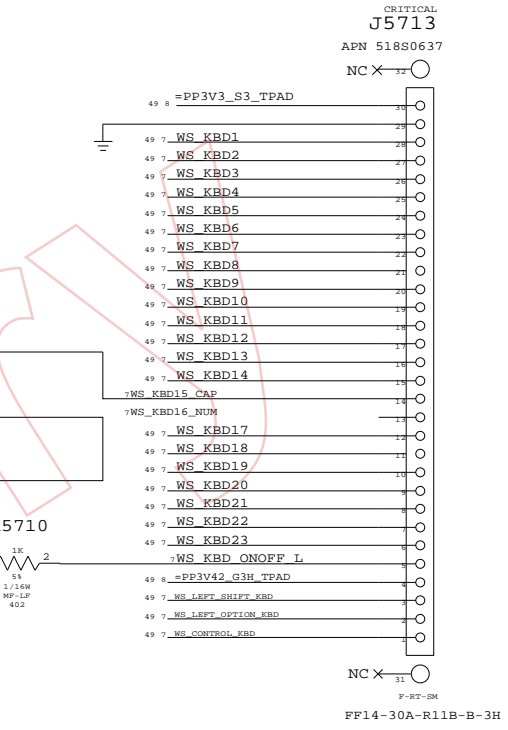 CRITICAL
J5713
APN 518S0637
NC 32
49 8 =PP3V3_S3_TPAD 30
29
49 7 WS_KBD1 28
49 7 WS_KBD2 27
49 7 WS_KBD3 26
49 7 WS_KBD4 25
49 7 WS_KBD5 24
49 7 WS_KBD6 23
49 7 WS_KBD7 22
49 7 WS_KBD8 21
49 7 WS_KBD9 20
49 7 WS_KBD10 19
49 7 WS_KBD11 18
49 7 WS_KBD12 17
49 7 WS_KBD13 16
49 7 WS_KBD14 15
7 WS_KBD15_CAP 14
7 WS_KBD16_NUM 13
49 7 WS_KBD17 12
49 7 WS_KBD18 11
49 7 WS_KBD19 10
49 7 WS_KBD20 9
49 7 WS_KBD21 8
49 7 WS_KBD22 7
49 7 WS_KBD23 6
5710
7 WS_KBD_ONOFF_L 5
1K 2
5%
1/16W
MF-LF
402
49 8 =PP3V42_G3H_TPAD 4
49 7 WS_LEFT_SHIFT_KBD 3
49 7 WS_LEFT_OPTION_KBD 2
49 7 WS_CONTROL_KBD 1
NC 31
F-RT-SM
FF14-30A-R11B-B-3H